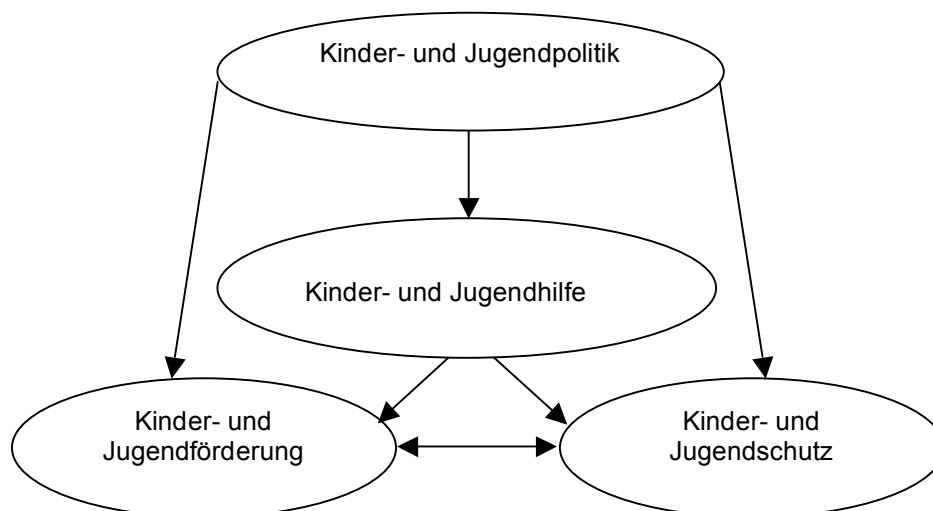 Kinder- und Jugendpolitik
Kinder- und Jugendhilfe
Kinder- und
Jugendförderung
Kinder- und
Jugendschutz